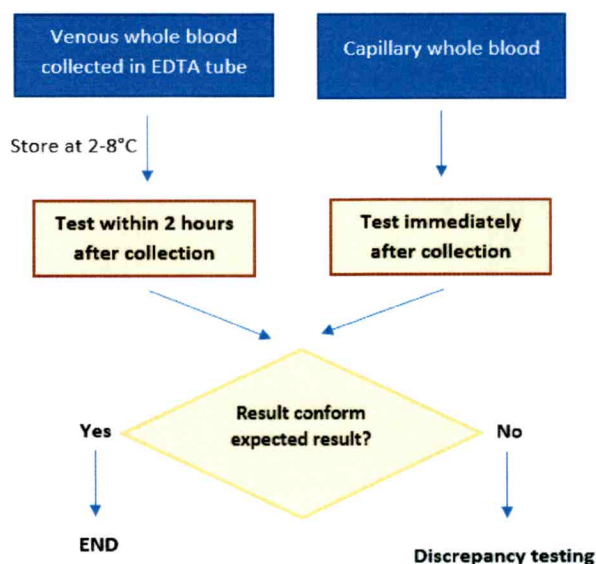 Venous whole blood
collected in EDTA tube
Capillary whole blood
Store at 2-8°C
Test within 2 hours
after collection
Test immediately
after collection
Result conform
expected result?
Yes
No
END
Discrepancy testing